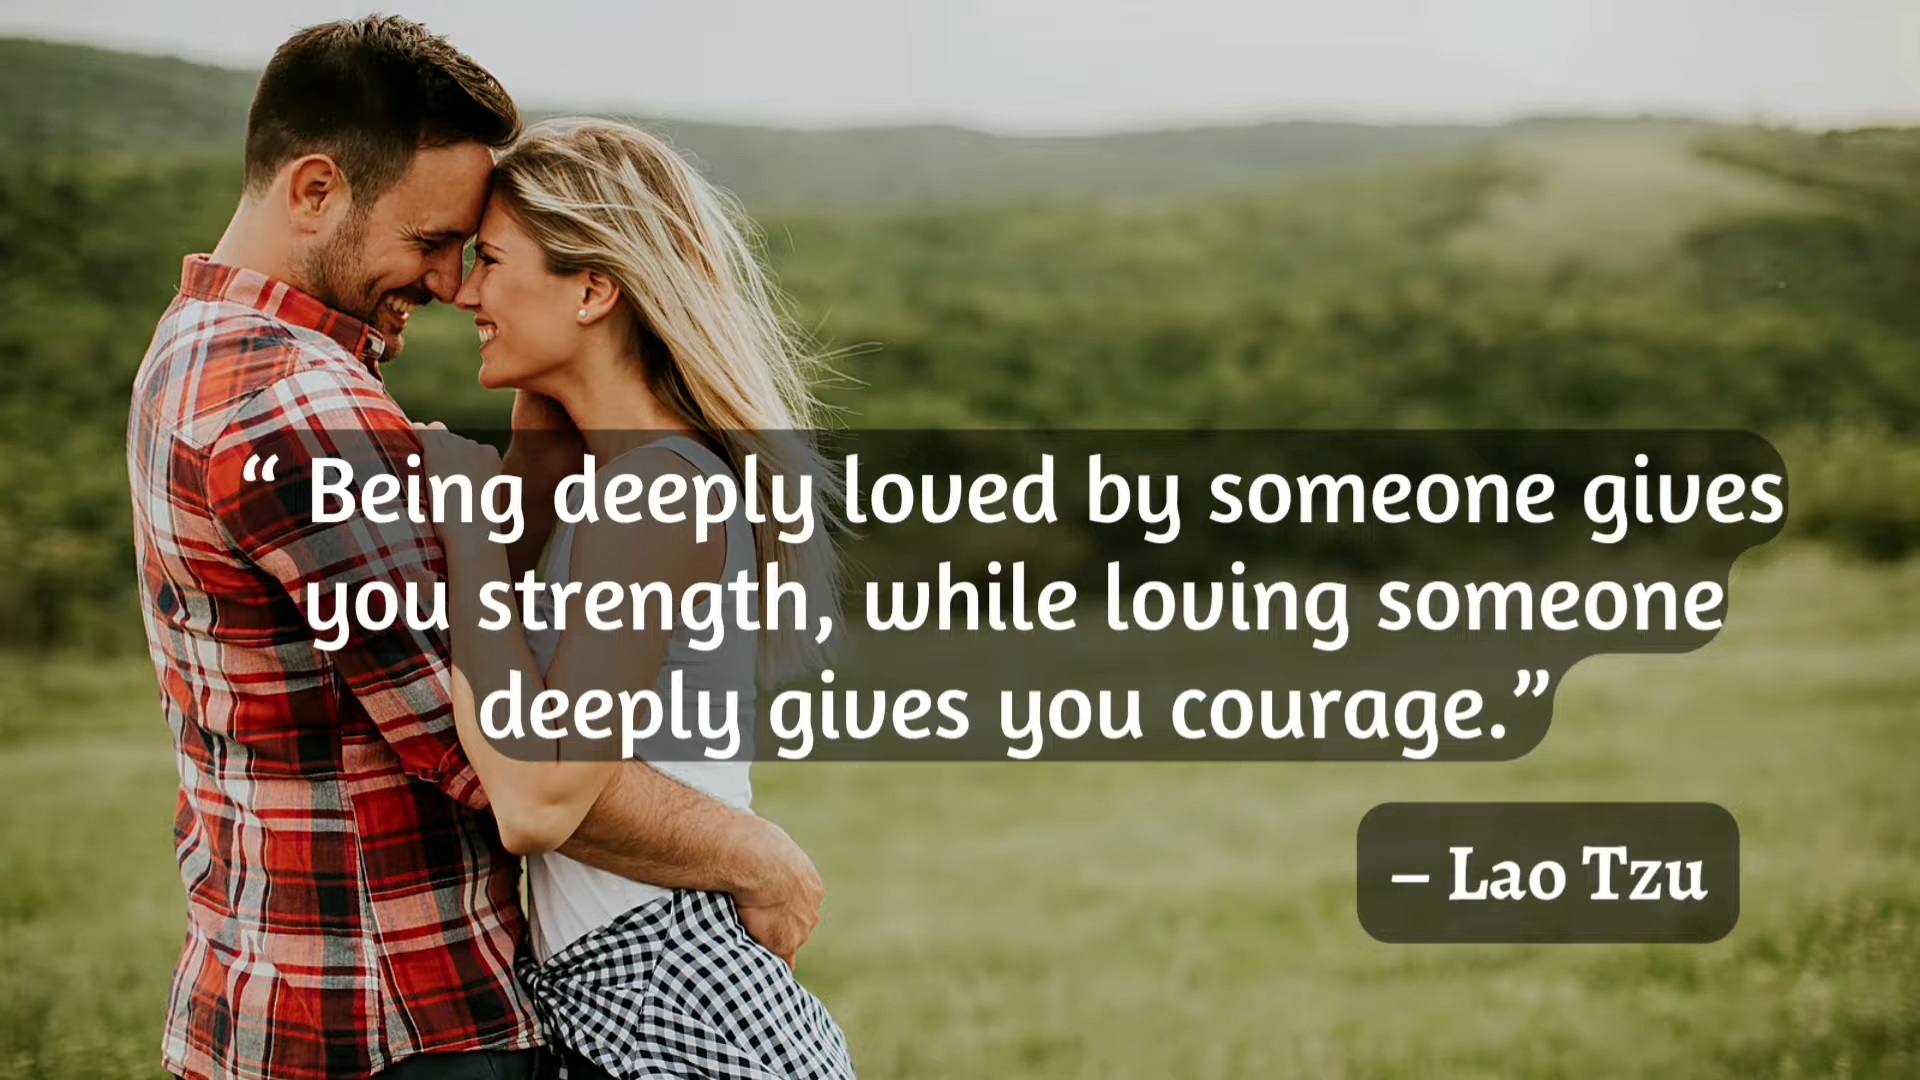 “ Being deeply loved by someone gives
you strength, while loving someone
deeply gives you courage.”
– Lao Tzu